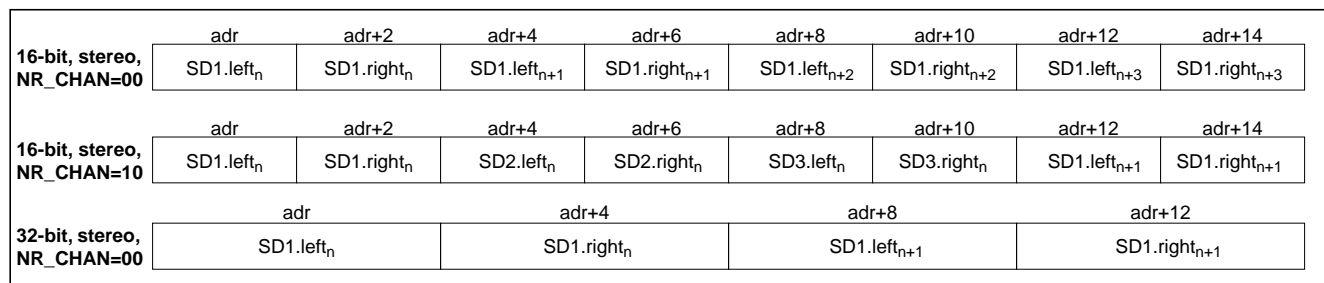 adr adr+2 adr+4 adr+6 adr+8 adr+10 adr+12 adr+14
16-bit, stereo,
NR_CHAN=00
SD1.leftn SD1.rightn SD1.leftn+1 SD1.rightn+1 SD1.leftn+2 SD1.rightn+2 SD1.leftn+3 SD1.rightn+3
adr adr+2 adr+4 adr+6 adr+8 adr+10 adr+12 adr+14
16-bit, stereo,
NR_CHAN=10
SD1.leftn SD1.rightn SD2.leftn SD2.rightn SD3.leftn SD3.rightn SD1.leftn+1 SD1.rightn+1
adr adr+4 adr+8 adr+12
32-bit, stereo,
NR_CHAN=00
SD1.leftn SD1.rightn SD1.leftn+1 SD1.rightn+1